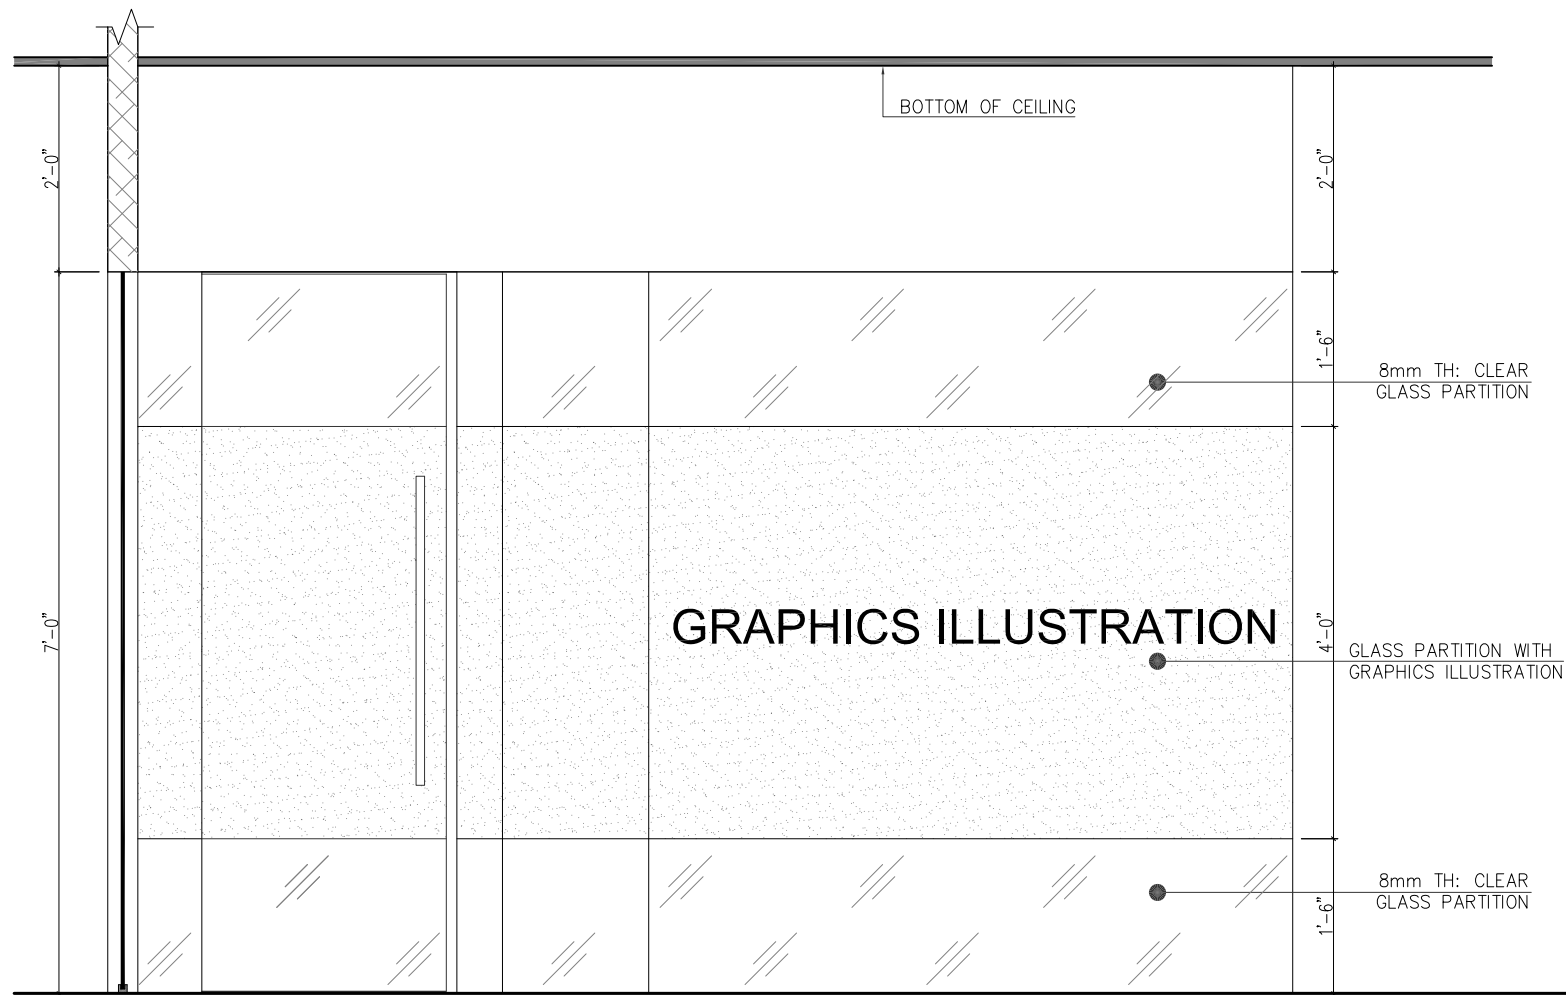 BOTTOM OF CEILING
2'-0"
2'-0"
1'-6"
8mm TH: CLEAR
GLASS PARTITION
GRAPHICS ILLUSTRATION
7'-0"
4'-0"
GLASS PARTITION WITH
GRAPHICS ILLUSTRATION
8mm TH: CLEAR
GLASS PARTITION
1'-6"